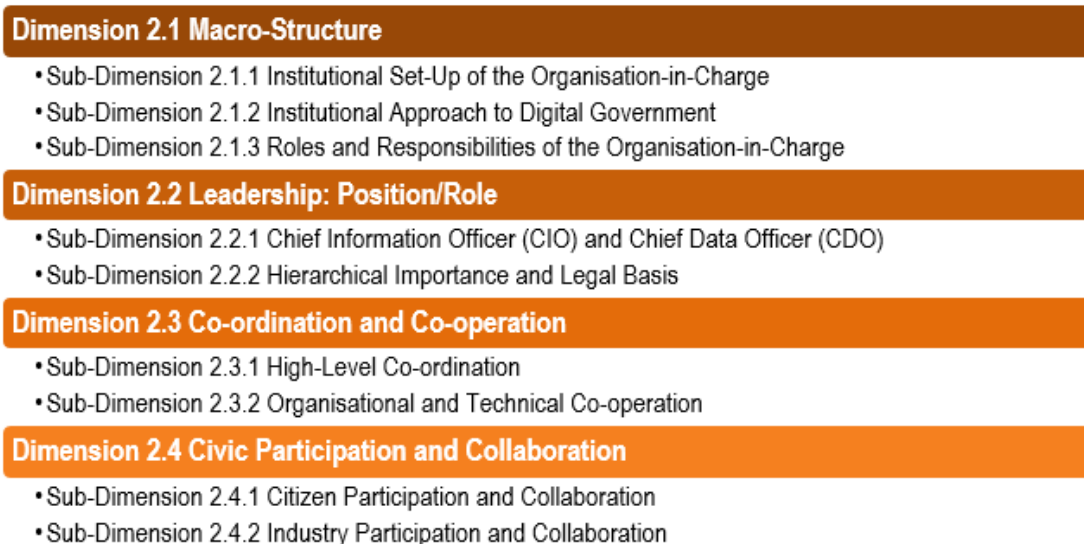 Dimension 2.1 Macro-Structure
•Sub-Dimension 2.1.1 Institutional Set-Up of the Organisation-in-Charge
•Sub-Dimension 2.1.2 Institutional Approach to Digital Government
•Sub-Dimension 2.1.3 Roles and Responsibilities of the Organisation-in-Charge
Dimension 2.2 Leadership: Position/Role
•Sub-Dimension 2.2.1 Chief Information Officer (CIO) and Chief Data Officer (CDO)
•Sub-Dimension 2.2.2 Hierarchical Importance and Legal Basis
Dimension 2.3 Co-ordination and Co-operation
•Sub-Dimension 2.3.1 High-Level Co-ordination
•Sub-Dimension 2.3.2 Organisational and Technical Co-operation
Dimension 2.4 Civic Participation and Collaboration
•Sub-Dimension 2.4.1 Citizen Participation and Collaboration
•Sub-Dimension 2.4.2 Industry Participation and Collaboration